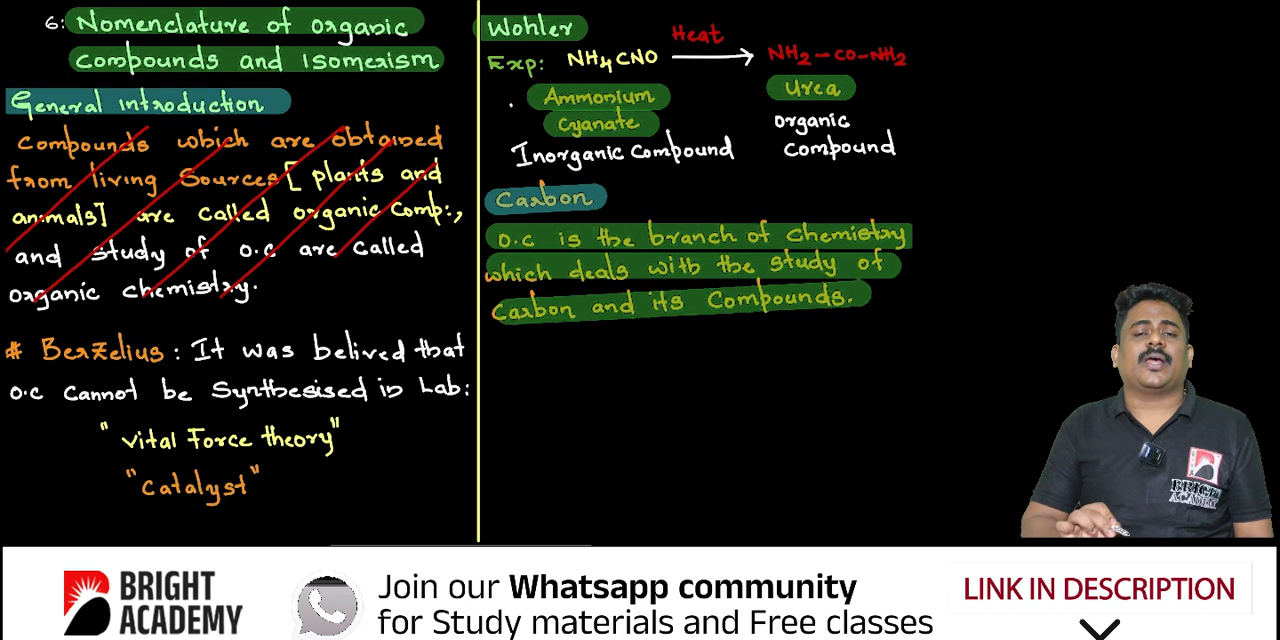 6: Nomenclature of organic
compounds and Isomerism
General introduction
compounds which are obtained
from living Sources [plants and
animals] are called organic Comp:,
and study of o.c are called
organic chemistry.
# Berzelius : It was belived that
o.c cannot be Synthesised in Lab:
"vital Force theory"
"catalyst"
Wohler
Exp: NH4CNO Heat → NH2-CO-NH2
Ammonium
Cyanate
Inorganic Compound
Urea
organic
Compound
Carbon
o.c is the branch of chemistry
which deals with the study of
Carbon and its Compounds.
BRIGHT
ACADEMY
BRIGHT
ACADEMY
Join our Whatsapp community
for Study materials and Free classes
LINK IN DESCRIPTION